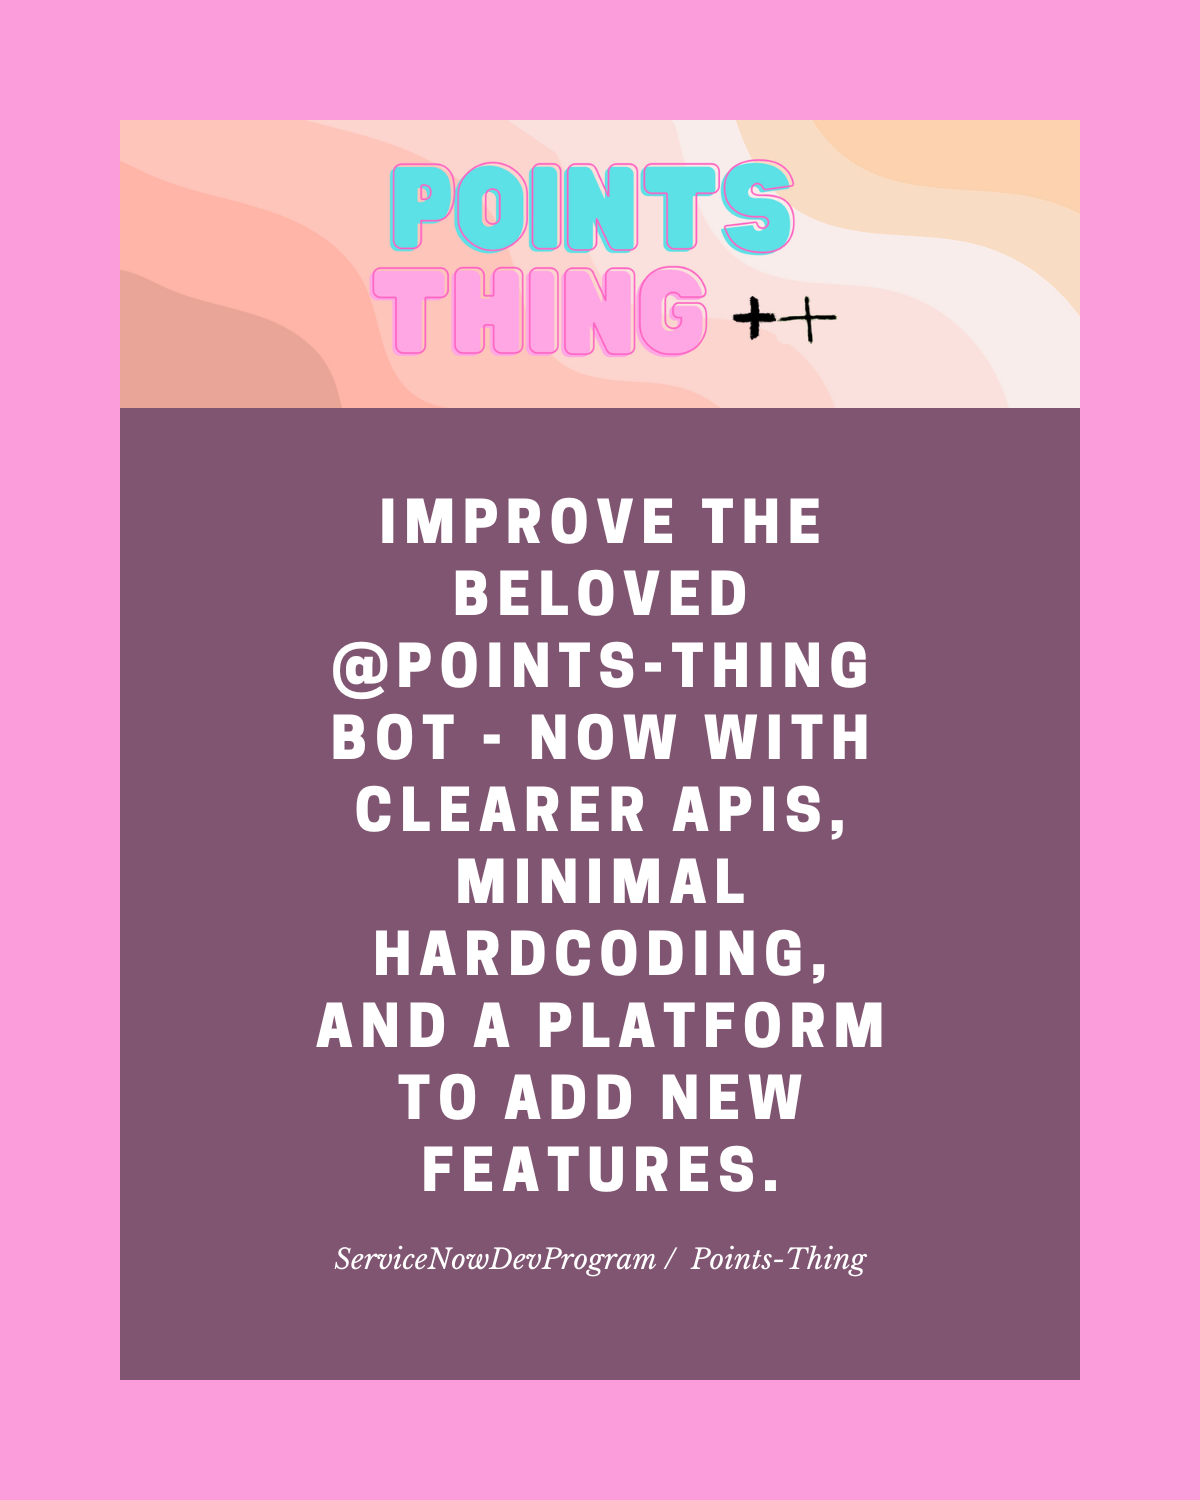 POINTS
THING ++
IMPROVE THE
BELOVED
@POINTS-THING
BOT - NOW WITH
CLEARER APIS,
MINIMAL
HARDCODING,
AND A PLATFORM
TO ADD NEW
FEATURES.
ServiceNowDevProgram / Points-Thing